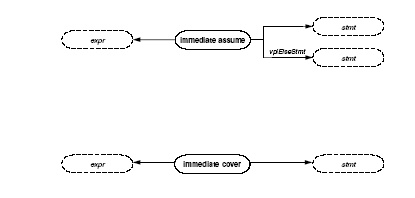 stmt
expr
immediate assume
vpiElseStmt
stmt
expr
immediate cover
stmt